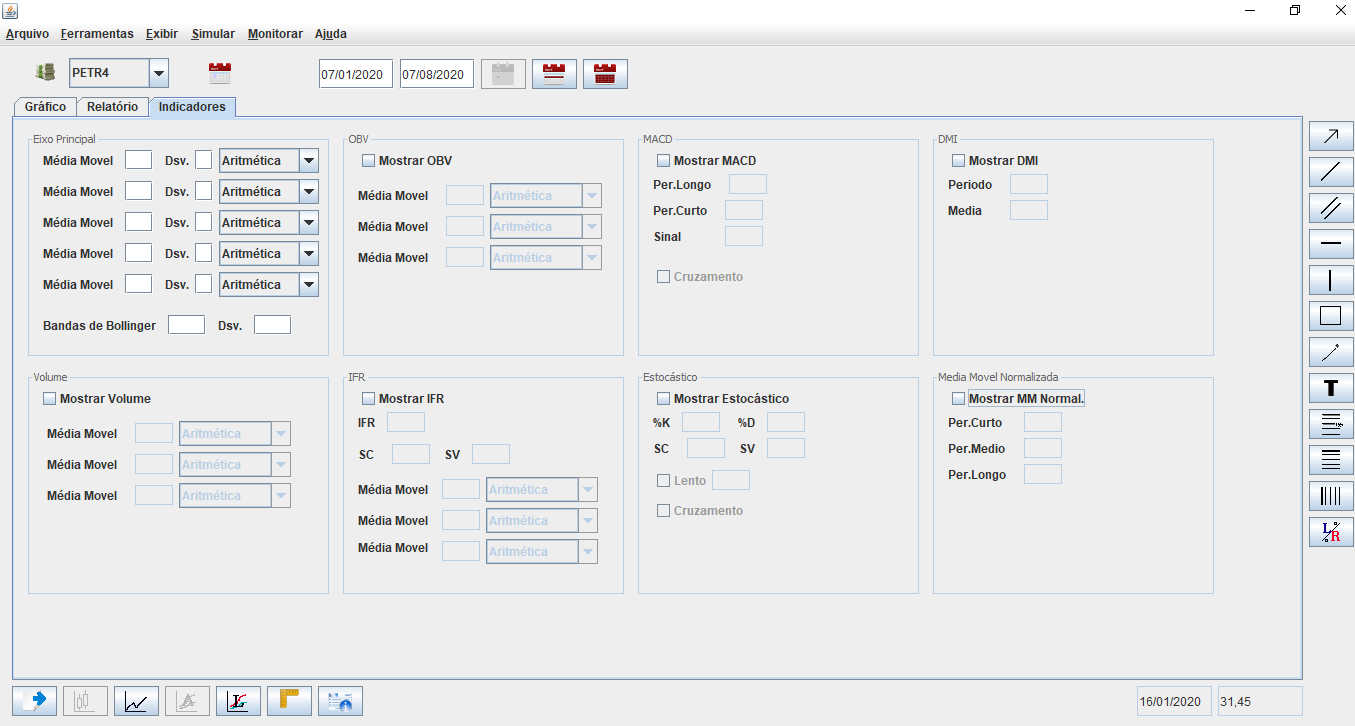 Arquivo Ferramentas Exibir Simular Monitorar Ajuda
PETR4 07/01/2020 07/08/2020
Gráfico Relatório Indicadores
Eixo Principal
Média Movel Dsv. Aritmética
Média Movel Dsv. Aritmética
Média Movel Dsv. Aritmética
Média Movel Dsv. Aritmética
Média Movel Dsv. Aritmética
Bandas de Bollinger Dsv.
OBV
Mostrar OBV
Média Movel Aritmética
Média Movel Aritmética
Média Movel Aritmética
MACD
Mostrar MACD
Per.Longo
Per.Curto
Sinal
Cruzamento
DMI
Mostrar DMI
Periodo
Media
Volume
Mostrar Volume
Média Movel Aritmética
Média Movel Aritmética
Média Movel Aritmética
IFR
Mostrar IFR
IFR
SC SV
Média Movel Aritmética
Média Movel Aritmética
Média Movel Aritmética
Estocástico
Mostrar Estocástico
%K %D
SC SV
Lento
Cruzamento
Media Movel Normalizada
Mostrar MM Normal.
Per.Curto
Per.Medio
Per.Longo
T
L/R
16/01/2020 31,45